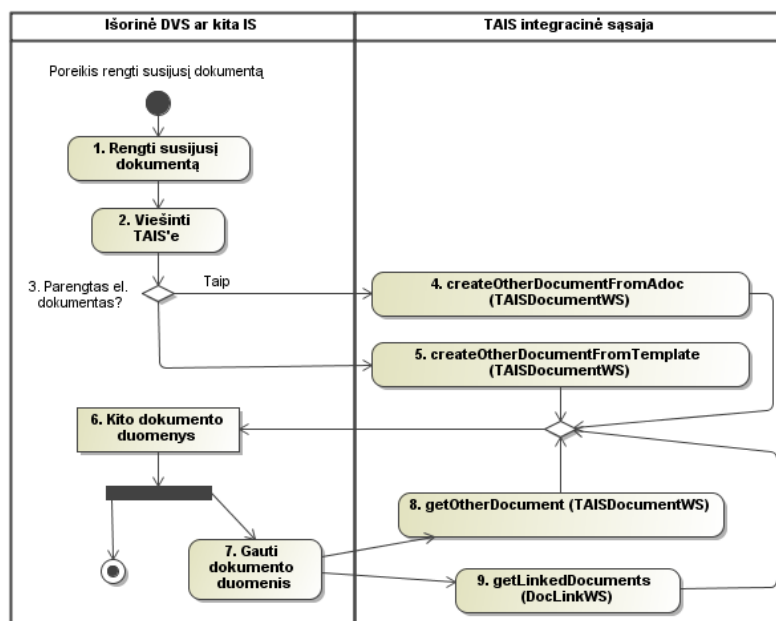 Išorinė DVS ar kita IS
TAIS integracinė sąsaja
Poreikis rengti susijusį dokumentą
1. Rengti susijusį
dokumentą
2. Viešinti
TAIS'e
3. Parengtas el.
dokumentas?
Taip
4. createOtherDocumentFromAdoc
(TAISDocumentWS)
5. createOtherDocumentFromTemplate
(TAISDocumentWS)
6. Kito dokumento
duomenys
7. Gauti
dokumento
duomenis
8. getOtherDocument (TAISDocumentWS)
9. getLinkedDocuments
(DocLinkWS)